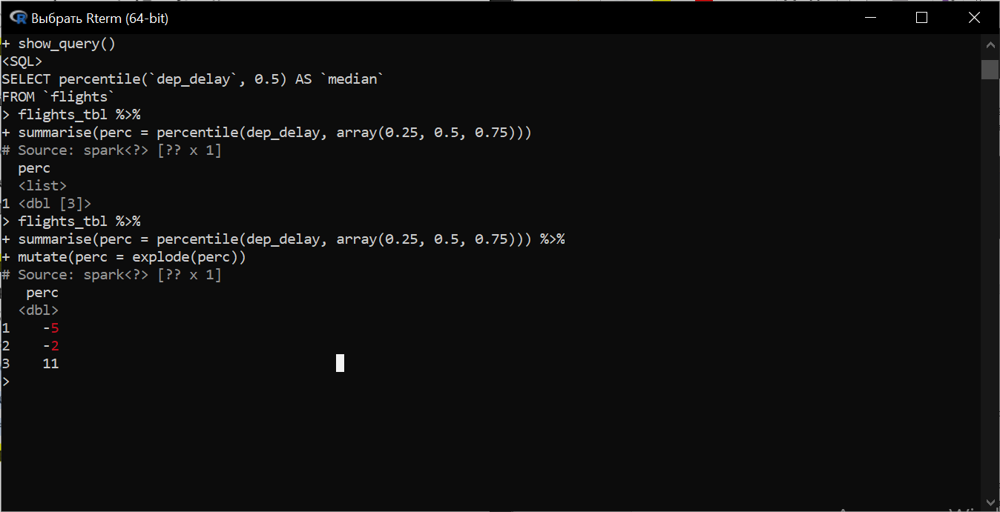 Выбрать Rterm (64-bit)
+ show_query()
<SQL>
SELECT percentile(`dep_delay`, 0.5) AS `median`
FROM `flights`
> flights_tbl %>%
+ summarise(perc = percentile(dep_delay, array(0.25, 0.5, 0.75)))
# Source: spark<?> [?? x 1]
  perc
  <list>
1 <dbl [3]>
> flights_tbl %>%
+ summarise(perc = percentile(dep_delay, array(0.25, 0.5, 0.75))) %>%
+ mutate(perc = explode(perc))
# Source: spark<?> [?? x 1]
   perc
  <dbl>
1    -5
2    -2
3    11
>